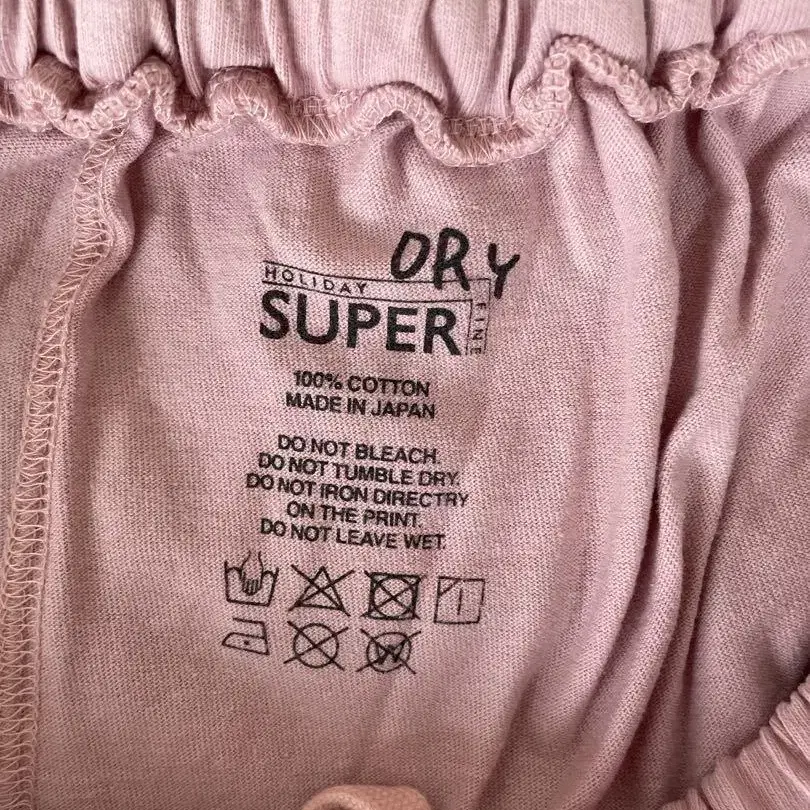 DRY
HOLIDAY
SUPER
FINE
100% COTTON
MADE IN JAPAN
DO NOT BLEACH.
DO NOT TUMBLE DRY.
DO NOT IRON DIRECTRY
ON THE PRINT.
DO NOT LEAVE WET.
W